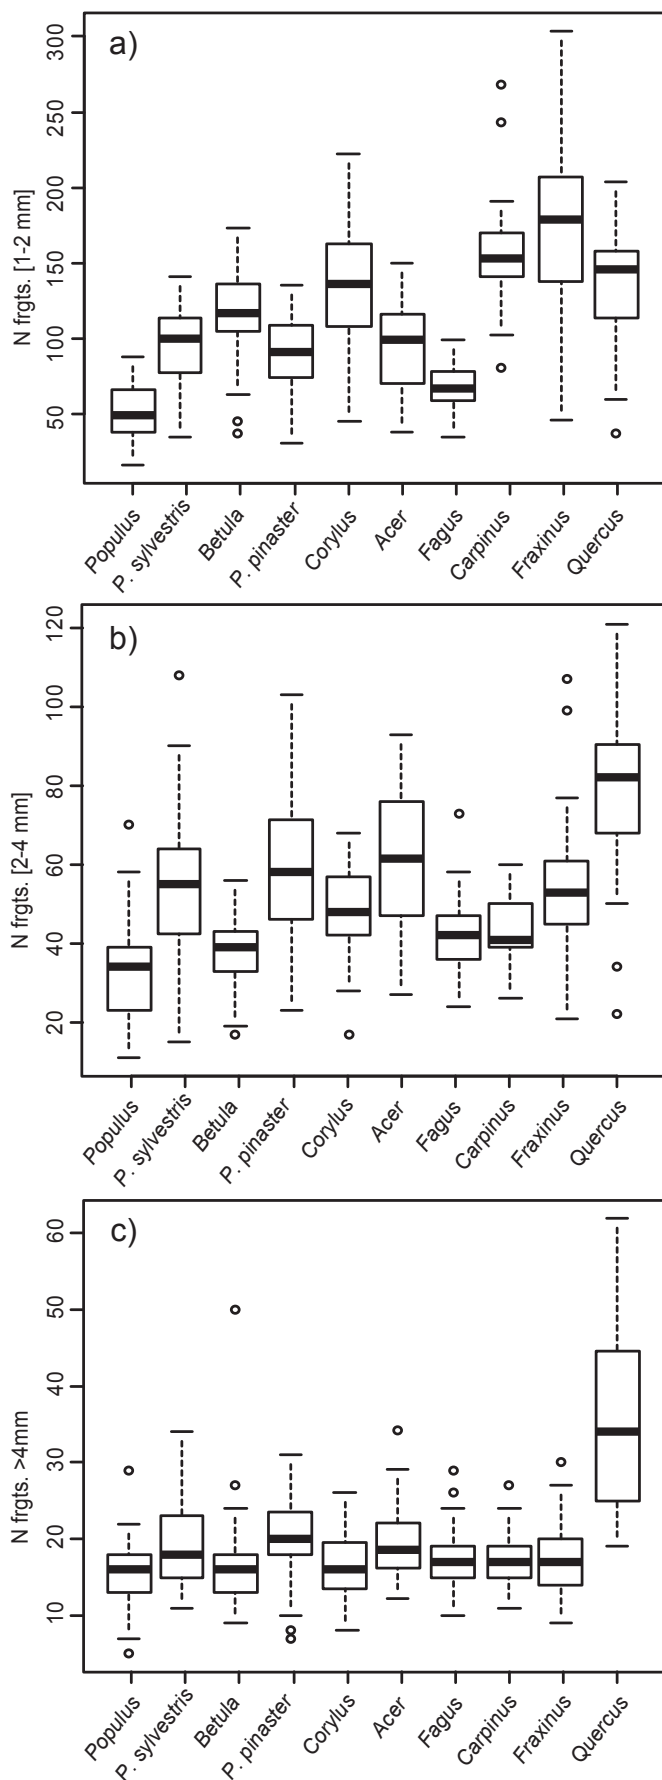 a)
N frgts. [1-2 mm]
300
250
200
150
100
50
Populus
P. sylvestris
Betula
P. pinaster
Corylus
Acer
Fagus
Carpinus
Fraxinus
Quercus
b)
N frgts. [2-4 mm]
120
100
80
60
40
20
Populus
P. sylvestris
Betula
P. pinaster
Corylus
Acer
Fagus
Carpinus
Fraxinus
Quercus
c)
N frgts. >4mm
60
50
40
30
20
10
Populus
P. sylvestris
Betula
P. pinaster
Corylus
Acer
Fagus
Carpinus
Fraxinus
Quercus